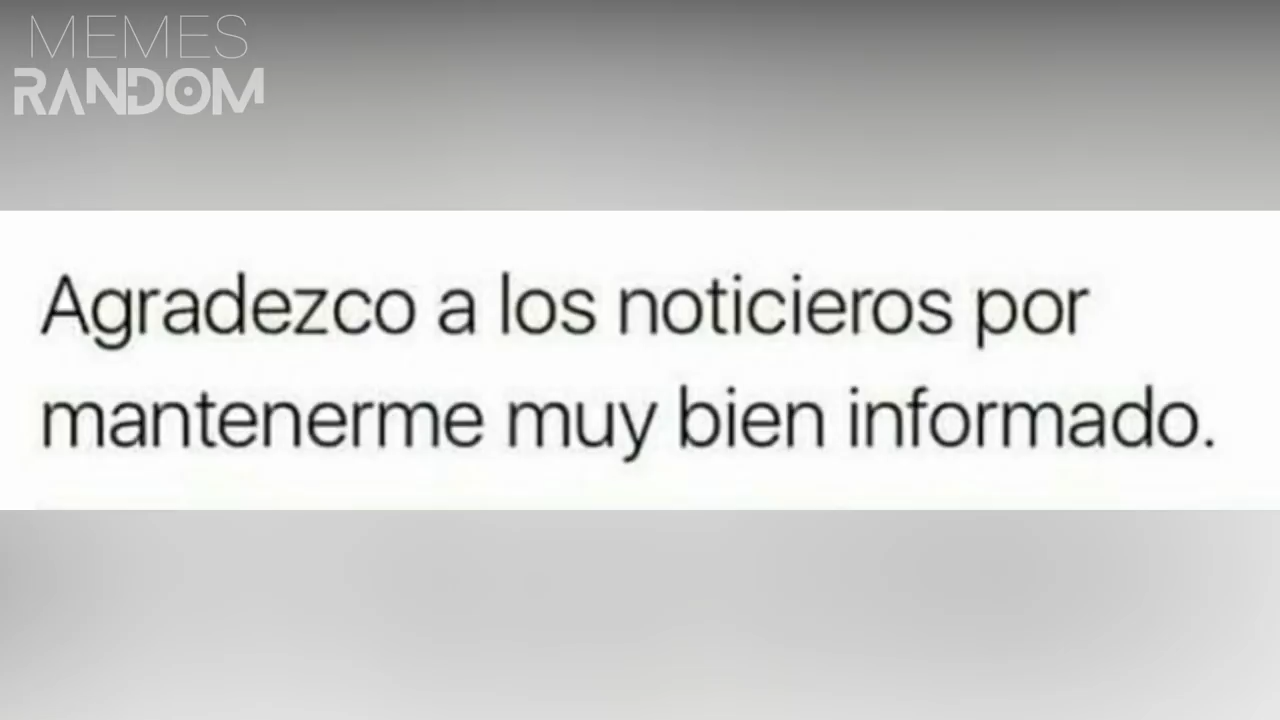 MEMES
RANDOM
Agradezco a los noticieros por
mantenerme muy bien informado.